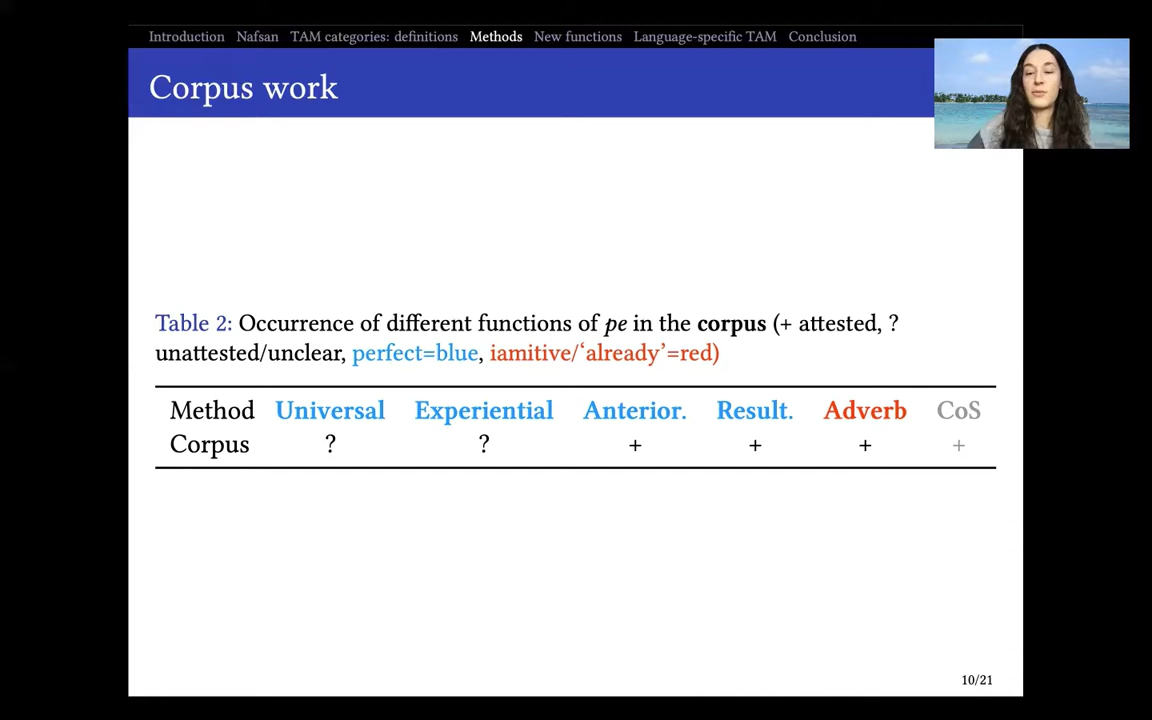 Introduction Nafsan TAM categories: definitions Methods New functions Language-specific TAM Conclusion
Corpus work
Table 2: Occurrence of different functions of pe in the corpus (+ attested, ?
unattested/unclear, perfect=blue, iamitive/‘already’=red)
Method Universal Experiential Anterior. Result. Adverb CoS
Corpus ? ? + + + +
10/21